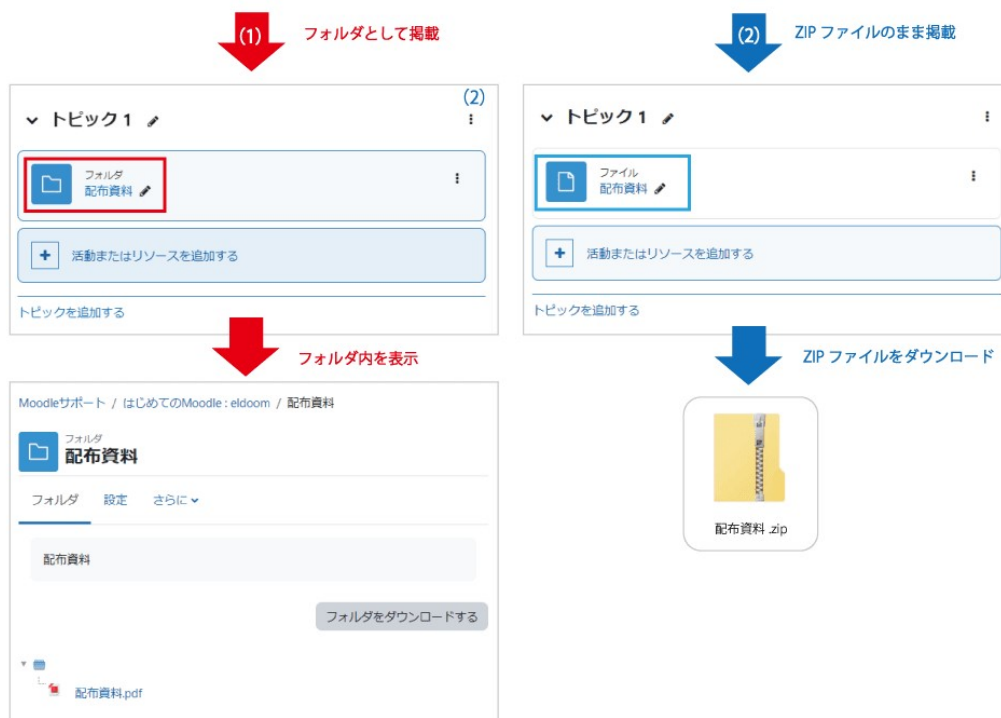 (1)
フォルダとして掲載
(2)
トピック 1
フォルダ
配布資料
活動またはリソースを追加する
トピックを追加する
フォルダ内を表示
Moodleサポート / はじめてのMoodle : eldoom / 配布資料
フォルダ
配布資料
フォルダ 設定 さらに
配布資料
フォルダをダウンロードする
配布資料.pdf
(2)
ZIP ファイルのまま掲載
トピック 1
ファイル
配布資料
活動またはリソースを追加する
トピックを追加する
ZIP ファイルをダウンロード
配布資料 .zip